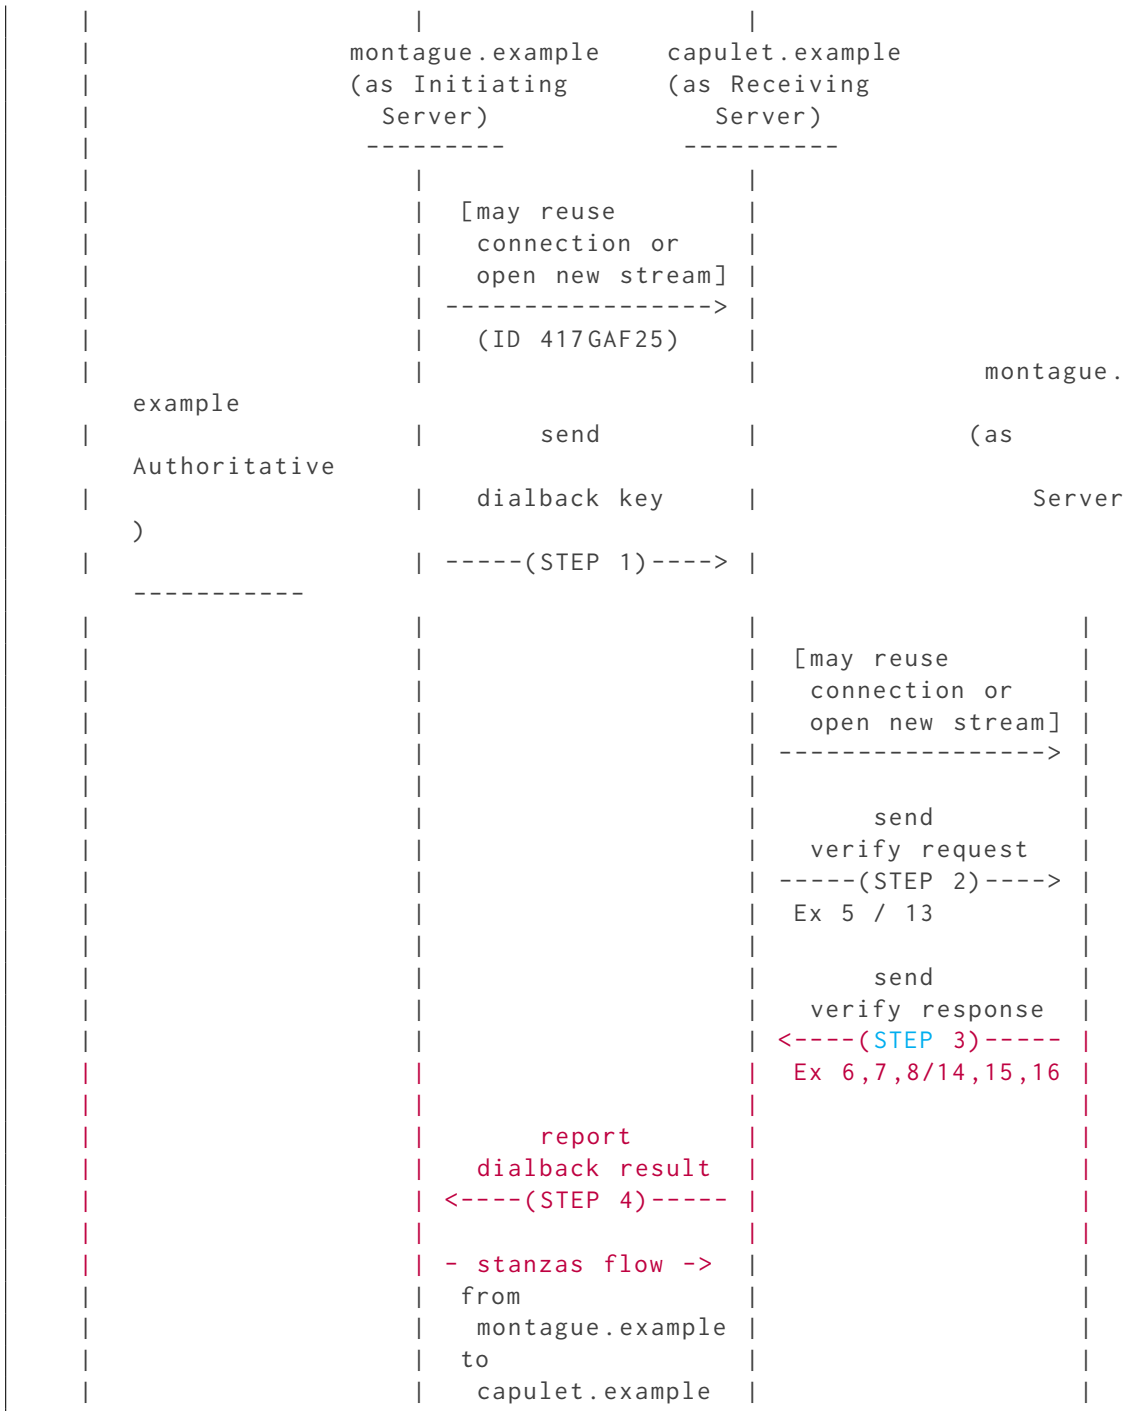 |                    |                    |
|                montague.example    capulet.example
|                (as Initiating      (as Receiving
|                  Server)              Server)
|                 ---------           ----------
|                    |                    |
|                    |  [may reuse        |
|                    |   connection or    |
|                    |   open new stream] |
|                    | -----------------> |
|                    |   (ID 417GAF25)    |
|                    |                    |              montague.
   example
|                    |       send         |             (as
   Authoritative
|                    |   dialback key     |                 Server
   )
|                    | -----(STEP 1)----> |
   -----------
|                    |                    |                    |
|                    |                    |  [may reuse        |
|                    |                    |   connection or    |
|                    |                    |   open new stream] |
|                    |                    | -----------------> |
|                    |                    |                    |
|                    |                    |       send         |
|                    |                    |   verify request   |
|                    |                    | -----(STEP 2)----> |
|                    |                    |  Ex 5 / 13         |
|                    |                    |                    |
|                    |                    |       send         |
|                    |                    |   verify response  |
|                    |                    | <----(STEP 3)----- |
|                    |                    |  Ex 6,7,8/14,15,16 |
|                    |                    |                    |
|                    |       report       |                    |
|                    |   dialback result  |                    |
|                    | <----(STEP 4)----- |                    |
|                    |                    |                    |
|                    | - stanzas flow ->  |                    |
|                    |  from              |                    |
|                    |   montague.example |                    |
|                    |  to                |                    |
|                    |   capulet.example  |                    |